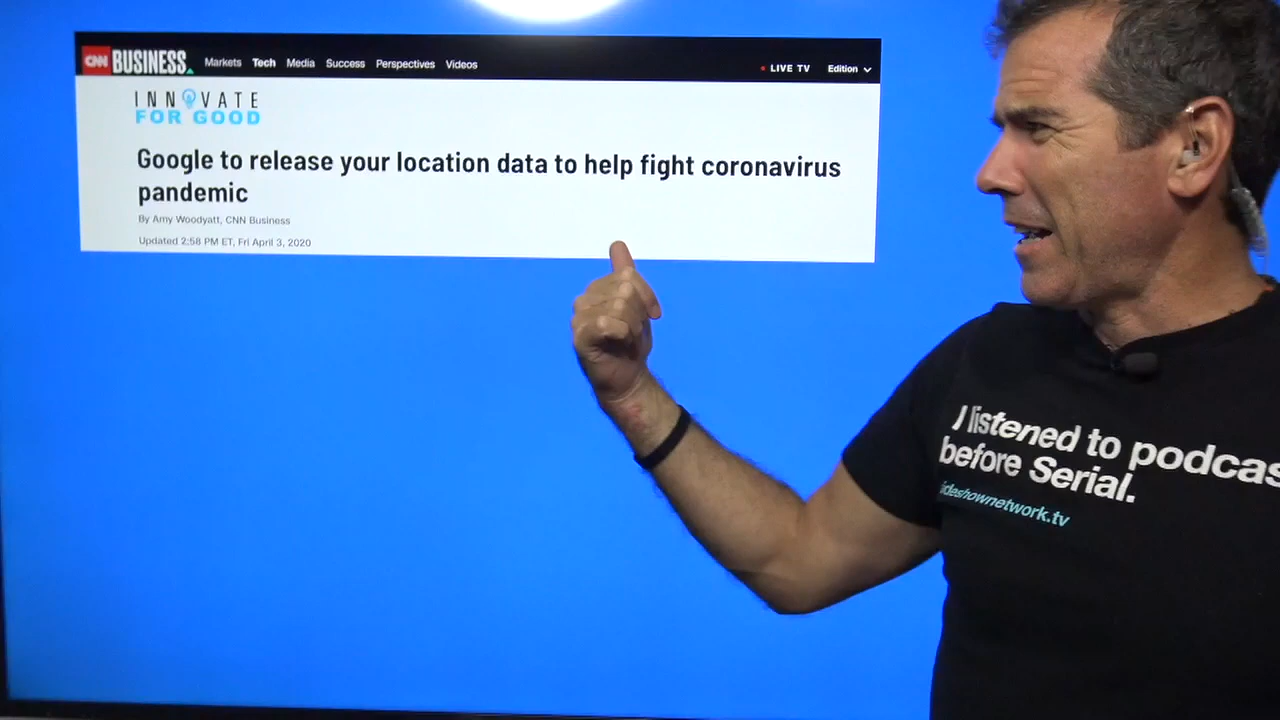 CNN BUSINESS Markets Tech Media Success Perspectives Videos LIVE TV Edition
INNOVATE
FOR GOOD
Google to release your location data to help fight coronavirus
pandemic
By Amy Woodyatt, CNN Business
Updated 2:58 PM ET, Fri April 3, 2020
I listened to podcas
before Serial.
ideshownetwork.tv